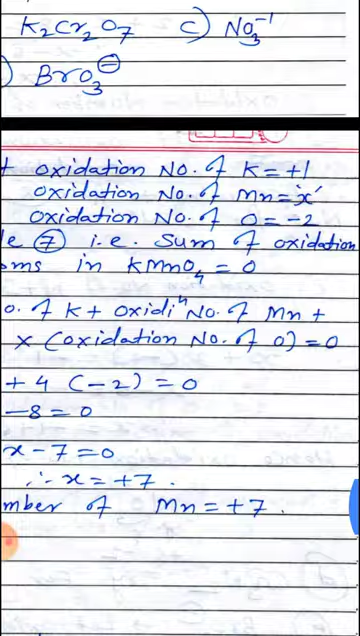 K₂Cr₂O₇ c) NO₃⁻¹
) BrO₃⊖
t oxidation No. of K = +1
oxidation No. of Mn = 'x'
oxidation No. of O = -2
le ⑦ i.e. Sum of oxidation
oms in KMnO₄ = 0
o. of K + oxidiⁿ No. of Mn +
x (oxidation No. of O) = 0
+ 4 (-2) = 0
-8 = 0
x - 7 = 0
∴ x = +7.
mber of Mn = +7.